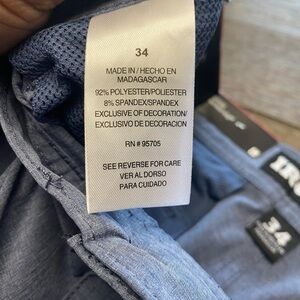 34
MADE IN / HECHO EN
MADAGASCAR
92% POLYESTER/POLIESTER
8% SPANDEX/SPANDEX
EXCLUSIVE OF DECORATION/
EXCLUSIVO DE DECORACION
RN # 95705
SEE REVERSE FOR CARE
VER AL DORSO
PARA CUIDADO
34